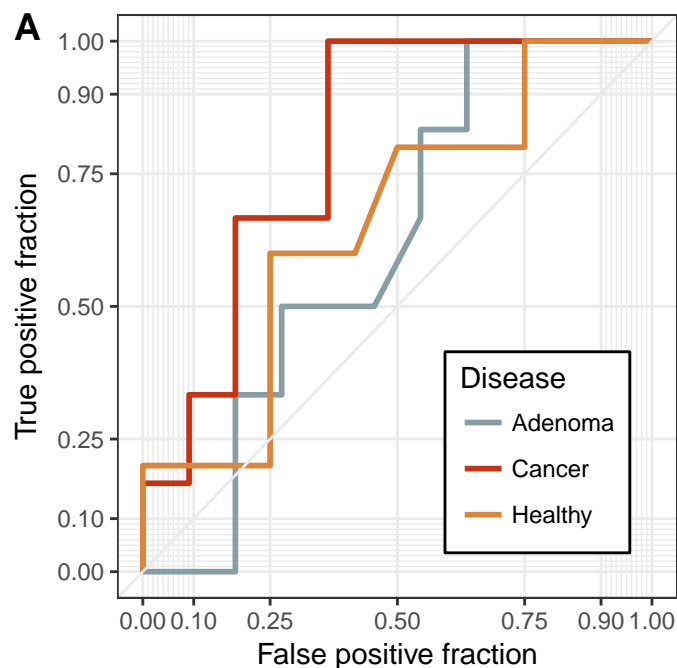 A
1.00
0.90
0.75
0.50
0.25
0.10
0.00
True positive fraction
Disease
Adenoma
Cancer
Healthy
0.00 0.10 0.25 0.50 0.75 0.90 1.00
False positive fraction